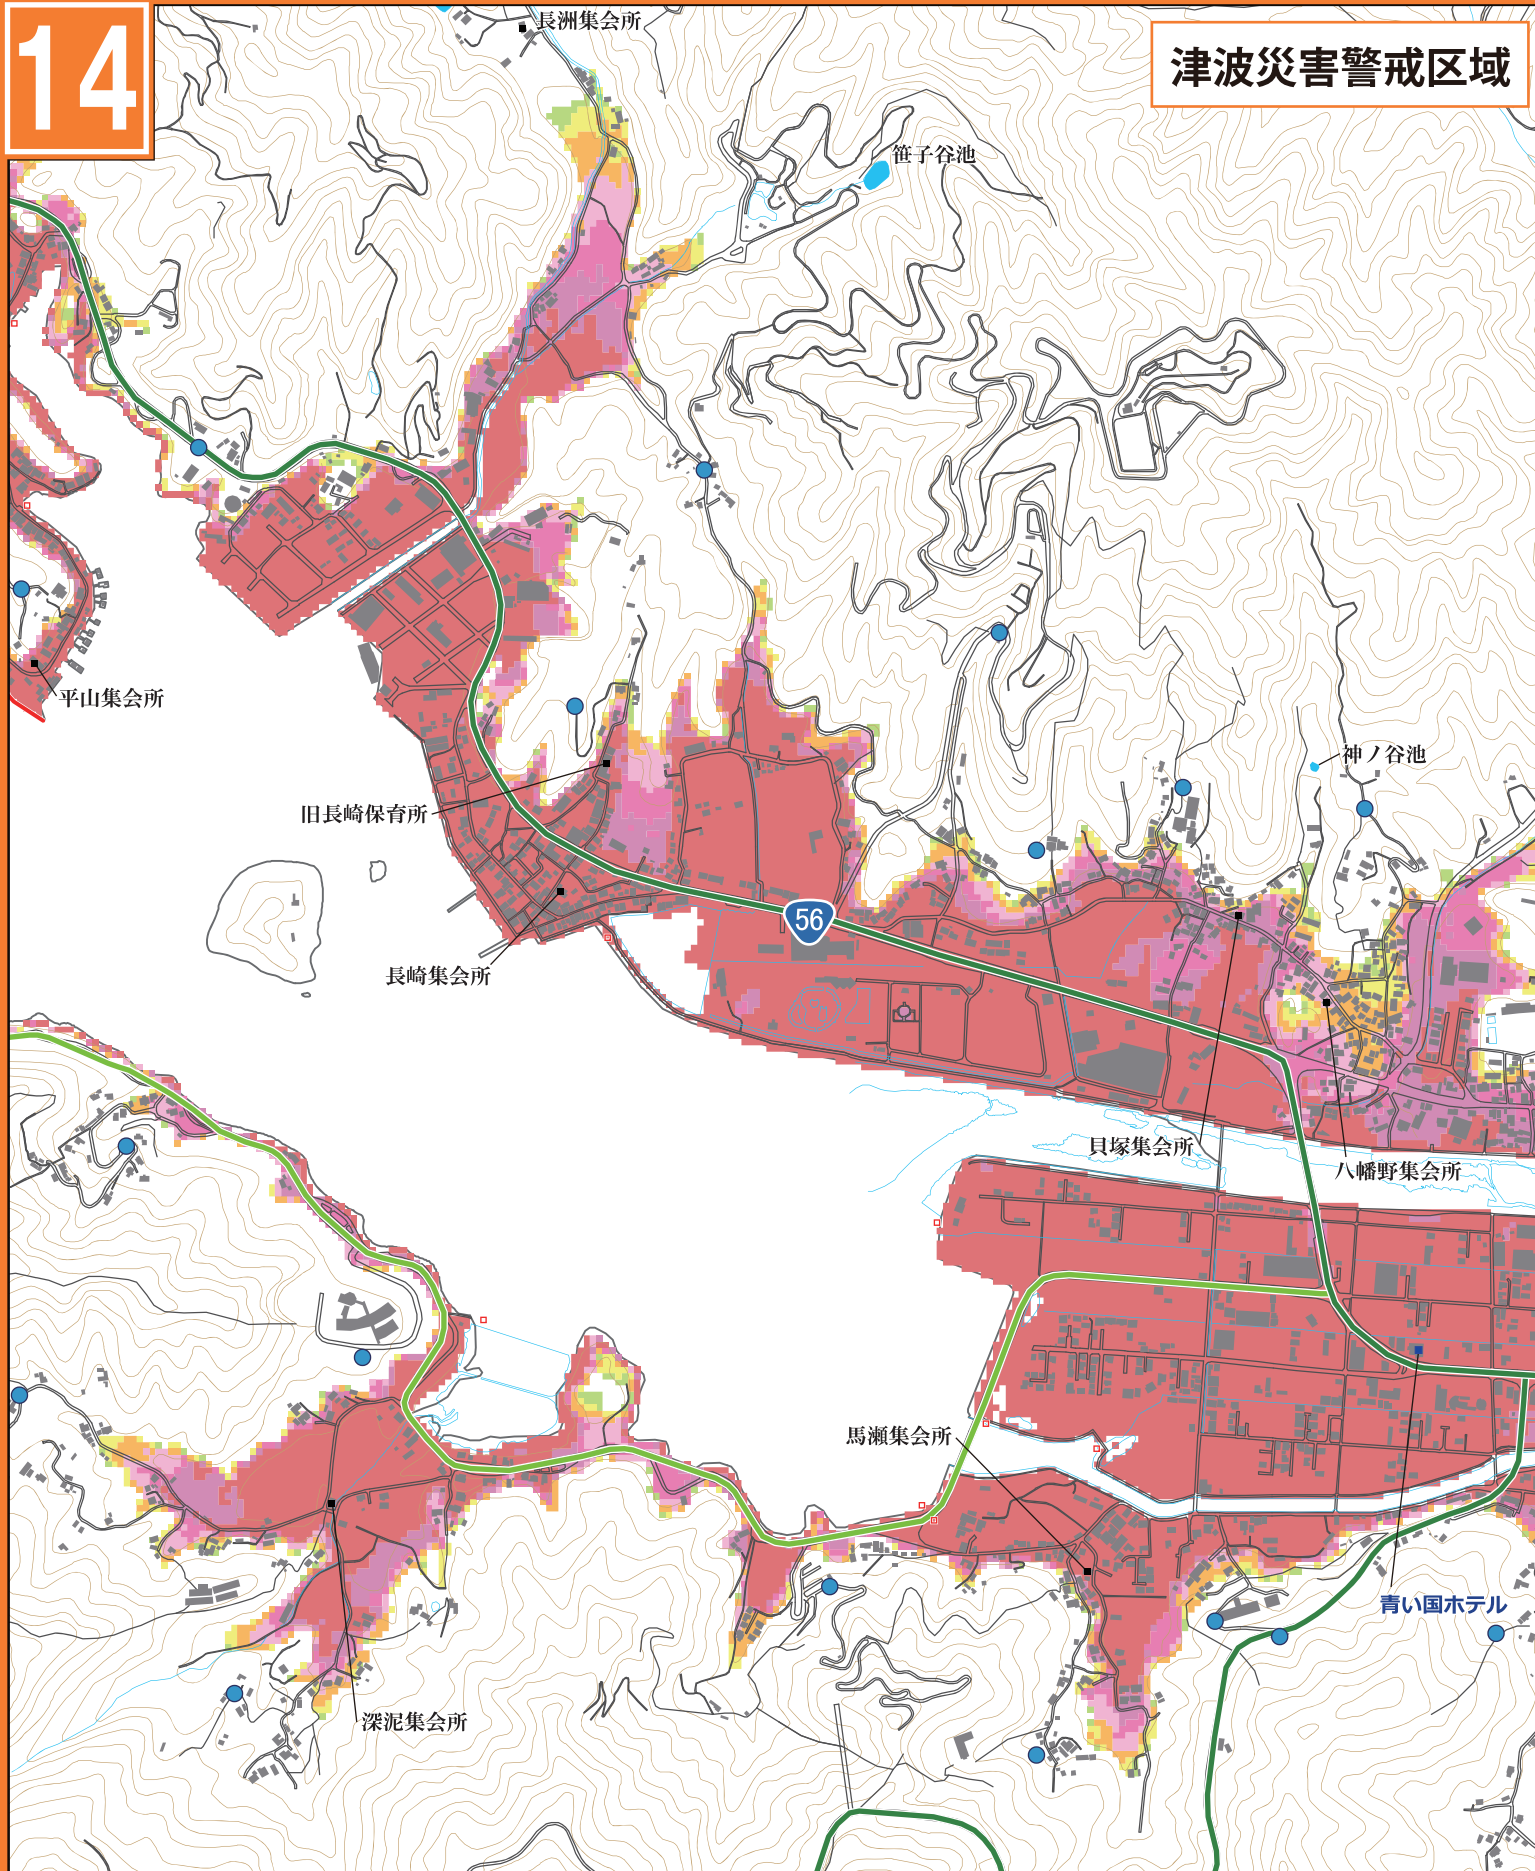 14
長洲集会所
津波災害警戒区域
笹子谷池
平山集会所
神ノ谷池
旧長崎保育所
56
長崎集会所
貝塚集会所
八幡野集会所
馬瀬集会所
青い国ホテル
深泥集会所